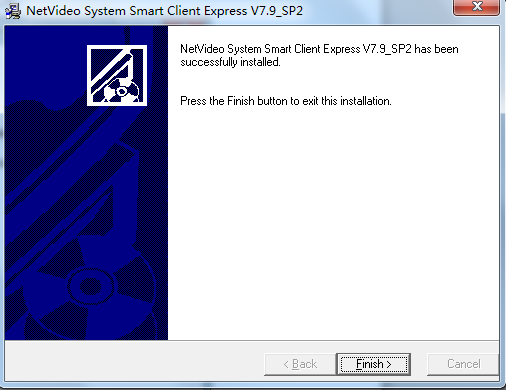 NetVideo System Smart Client Express V7.9_SP2
NetVideo System Smart Client Express V7.9_SP2 has been
successfully installed.
Press the Finish button to exit this installation.
< Back
Finish >
Cancel